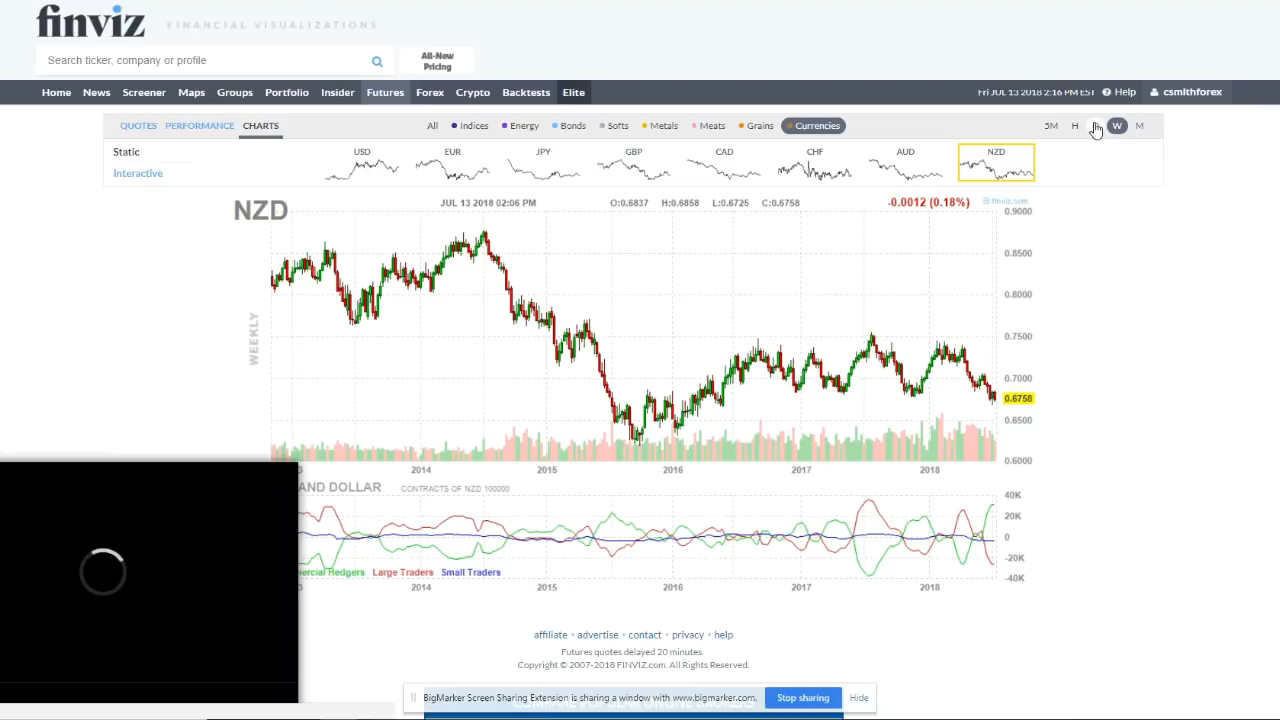 finviz FINANCIAL VISUALIZATIONS
Search ticker, company or profile
All-New
Pricing
Home News Screener Maps Groups Portfolio Insider Futures Forex Crypto Backtests Elite Fri JUL 13 2018 2:16 PM EST Help csmithforex
QUOTES PERFORMANCE CHARTS All Indices Energy Bonds Softs Metals Meats Grains Currencies 5M H W M
Static
Interactive
USD EUR JPY GBP CAD CHF AUD NZD
NZD JUL 13 2018 02:06 PM O:0.6837 H:0.6858 L:0.6725 C:0.6758 -0.0012 (0.18%) finviz.com
0.9000
0.8500
0.8000
0.7500
WEEKLY
0.7000
0.6758
0.6500
0.6000
2014 2015 2016 2017 2018
AND DOLLAR CONTRACTS OF NZD 100000
40K
20K
0
-20K
-40K
Hedgers Large Traders Small Traders
2014 2015 2016 2017 2018
affiliate • advertise • contact • privacy • help
Futures quotes delayed 20 minutes.
Copyright © 2007-2018 FINVIZ.com. All Rights Reserved.
BigMarker Screen Sharing Extension is sharing a window with www.bigmarker.com. Stop sharing Hide